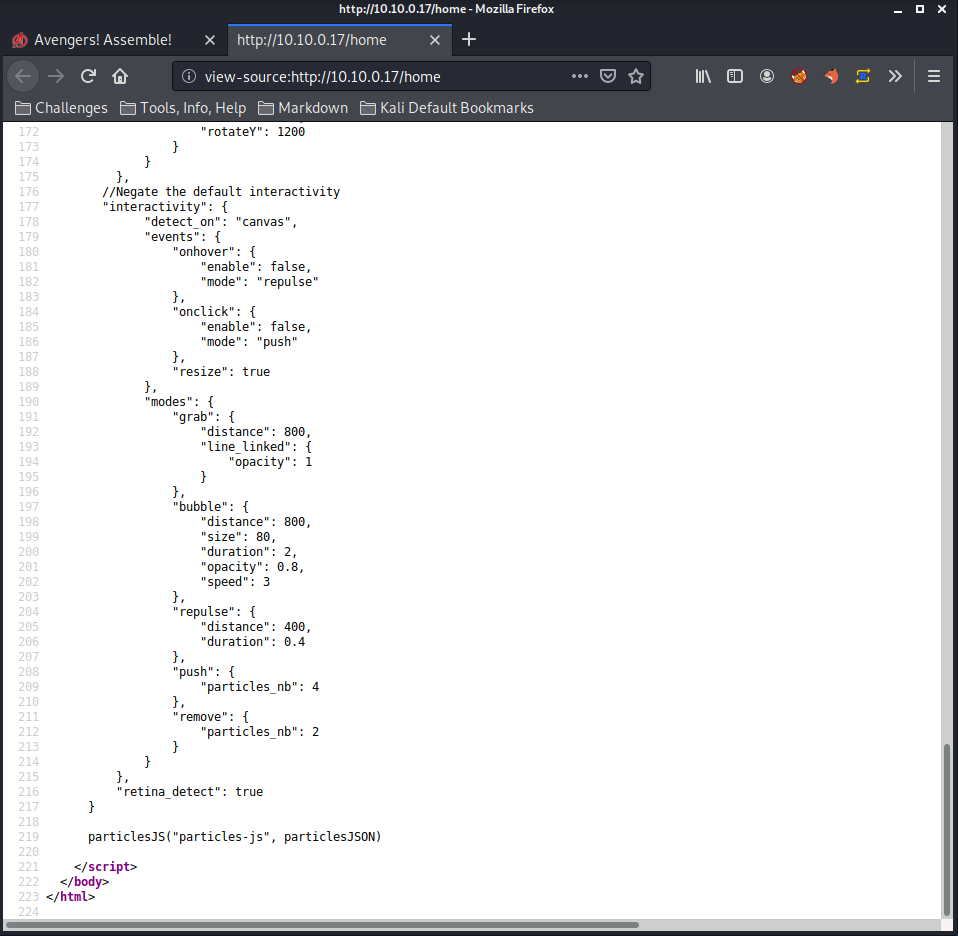 http://10.10.0.17/home - Mozilla Firefox
Avengers! Assemble!
http://10.10.0.17/home
view-source:http://10.10.0.17/home
Challenges Tools, Info, Help Markdown Kali Default Bookmarks
172 "rotateY": 1200
173 }
174 }
175 },
176 //Negate the default interactivity
177 "interactivity": {
178 "detect_on": "canvas",
179 "events": {
180 "onhover": {
181 "enable": false,
182 "mode": "repulse"
183 },
184 "onclick": {
185 "enable": false,
186 "mode": "push"
187 },
188 "resize": true
189 },
190 "modes": {
191 "grab": {
192 "distance": 800,
193 "line_linked": {
194 "opacity": 1
195 }
196 },
197 "bubble": {
198 "distance": 800,
199 "size": 80,
200 "duration": 2,
201 "opacity": 0.8,
202 "speed": 3
203 },
204 "repulse": {
205 "distance": 400,
206 "duration": 0.4
207 },
208 "push": {
209 "particles_nb": 4
210 },
211 "remove": {
212 "particles_nb": 2
213 }
214 }
215 },
216 "retina_detect": true
217 }
218
219 particlesJS("particles-js", particlesJSON)
220
221 </script>
222 </body>
223 </html>
224